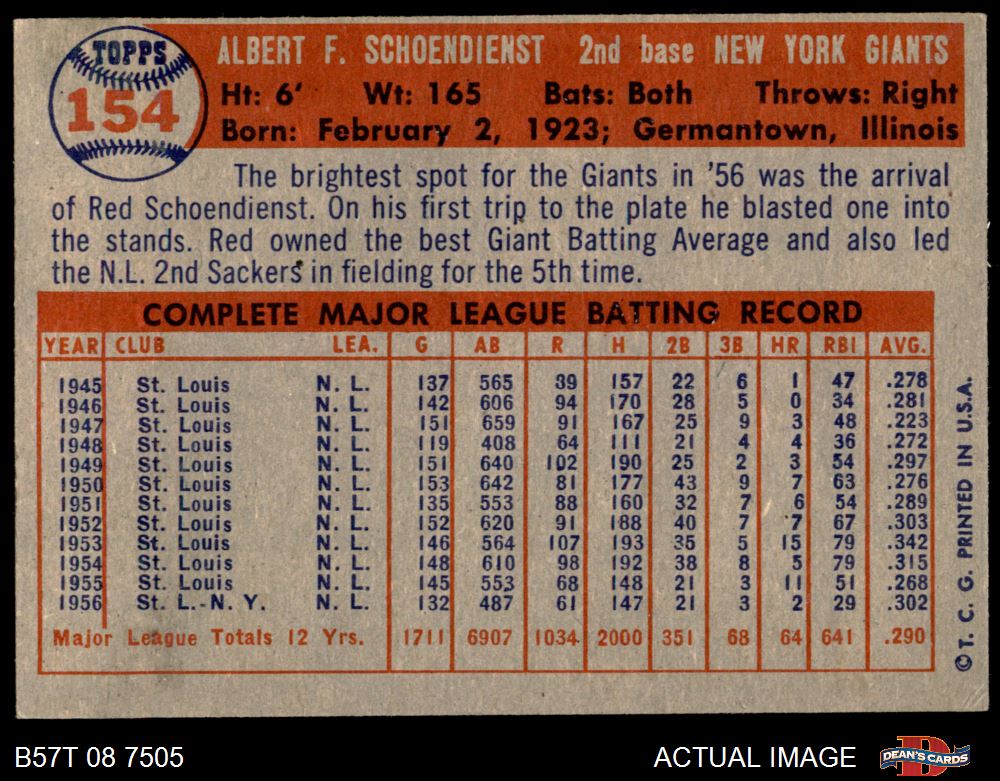 TOPPS
154
ALBERT F. SCHOENDIENST 2nd base NEW YORK GIANTS
Ht: 6' Wt: 165 Bats: Both Throws: Right
Born: February 2, 1923; Germantown, Illinois
The brightest spot for the Giants in '56 was the arrival
of Red Schoendienst. On his first trip to the plate he blasted one into
the stands. Red owned the best Giant Batting Average and also led
the N.L. 2nd Sackers in fielding for the 5th time.
COMPLETE MAJOR LEAGUE BATTING RECORD
YEAR CLUB LEA. G AB R H 2B 3B HR RBI AVG.
1945 St. Louis N. L. 137 565 39 157 22 6 1 47 .278
1946 St. Louis N. L. 142 606 94 170 28 5 0 34 .281
1947 St. Louis N. L. 151 659 91 167 25 9 3 48 .223
1948 St. Louis N. L. 119 408 64 111 21 4 4 36 .272
1949 St. Louis N. L. 151 640 102 190 25 2 3 54 .297
1950 St. Louis N. L. 153 642 81 177 43 9 7 63 .276
1951 St. Louis N. L. 135 553 88 160 32 7 6 54 .289
1952 St. Louis N. L. 152 620 91 188 40 7 7 67 .303
1953 St. Louis N. L. 146 564 107 193 35 5 15 79 .342
1954 St. Louis N. L. 148 610 98 192 38 8 5 79 .315
1955 St. Louis N. L. 145 553 68 148 21 3 11 51 .268
1956 St. L.-N. Y. N. L. 132 487 61 147 21 3 2 29 .302
Major League Totals 12 Yrs. 1711 6907 1034 2000 351 68 64 641 .290
© T. C. G. PRINTED IN U.S.A.
B57T 08 7505
ACTUAL IMAGE
DEAN'S CARDS